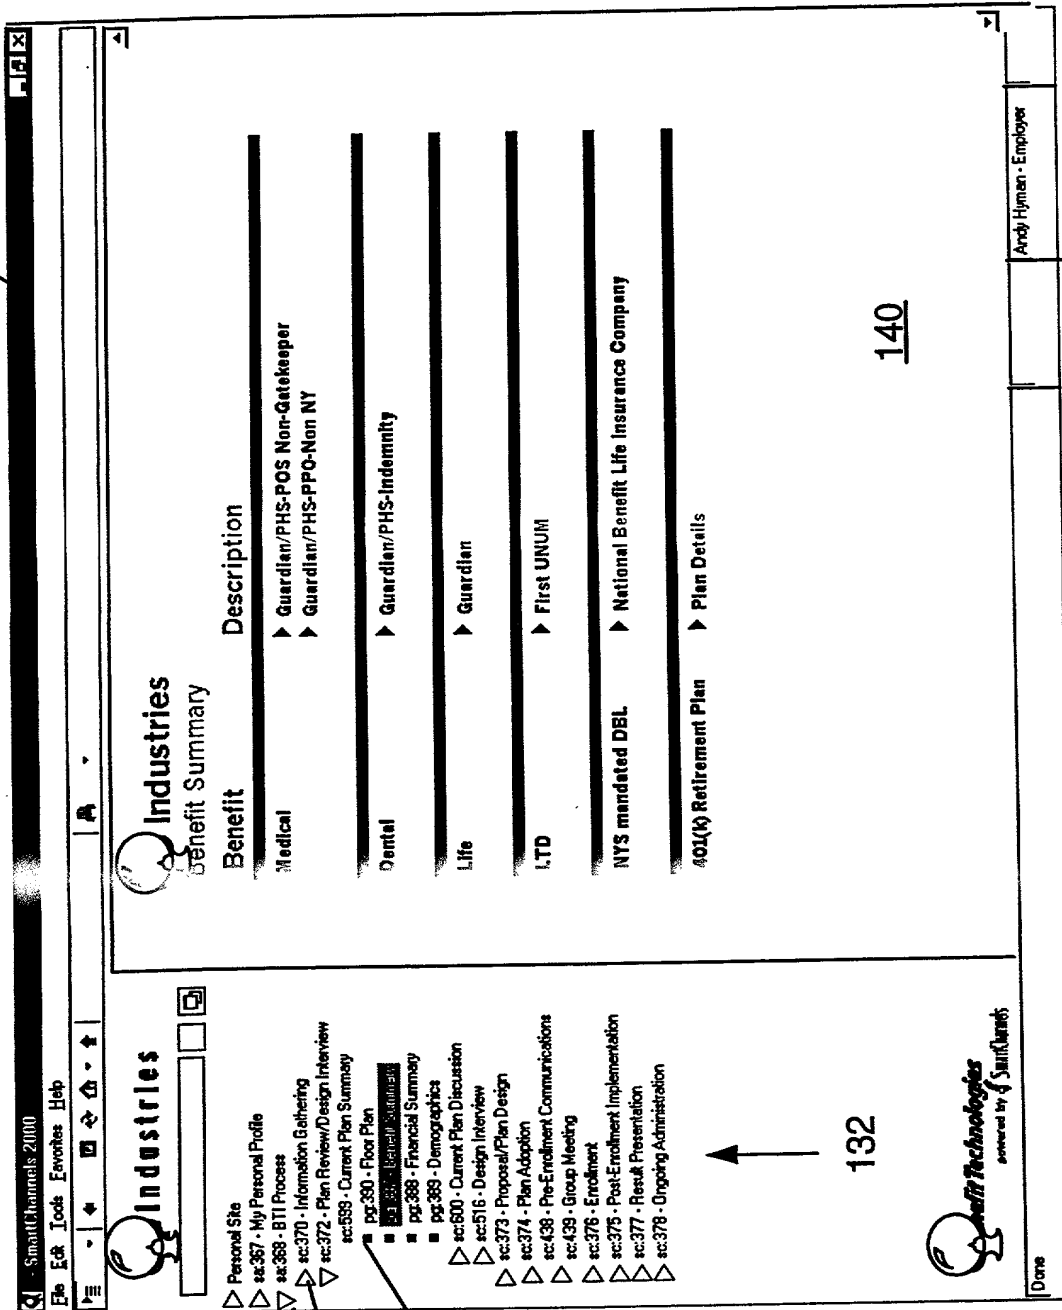 - SmartChannels 2000
File Edit Tools Favorites Help
Industries
Personal Site
sa:367 - My Personal Profile
sa:368 - BTI Process
sc:370 - Information Gathering
sc:372 - Plan Review/Design Interview
sc:599 - Current Plan Summary
pg:390 - Floor Plan
pg:388 - Financial Summary
pg:389 - Demographics
sc:600 - Current Plan Discussion
sc:516 - Design Interview
sc:373 - Proposal/Plan Design
sc:374 - Plan Adoption
sc:438 - Pre-Enrollment Communications
sc:439 - Group Meeting
sc:376 - Enrollment
sc:375 - Post-Enrollment Implementation
sc:377 - Result Presentation
sc:378 - Ongoing Administration
132
Technologies
powered by SmartChannels
Industries
Benefit Summary
Benefit Description
Medical Guardian/PHS-POS Non-Gatekeeper
Guardian/PHS-PPO-Non NY
Dental Guardian/PHS-Indemnity
Life Guardian
LTD First UNUM
NYS mandated DBL National Benefit Life Insurance Company
401(k) Retirement Plan Plan Details
140
Done
Andy Hyman - Employer